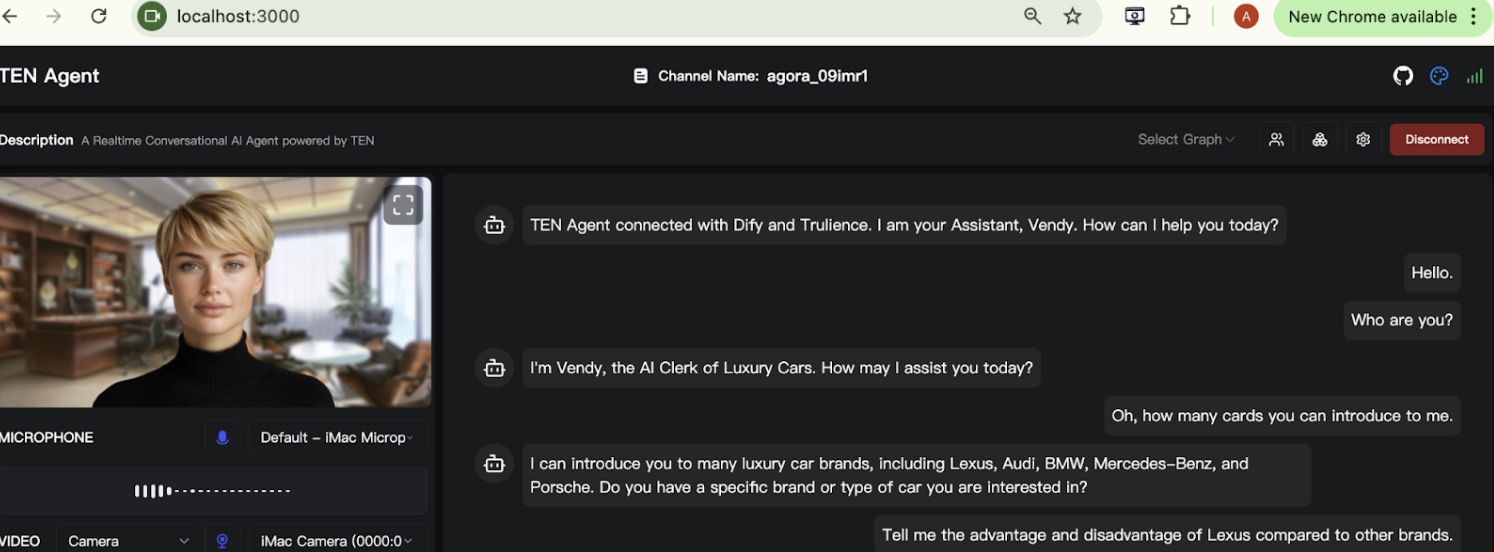 localhost:3000
A
New Chrome available
TEN Agent
Channel Name: agora_09imr1
Description A Realtime Conversational AI Agent powered by TEN
Select Graph
Disconnect
TEN Agent connected with Dify and Trulience. I am your Assistant, Vendy. How can I help you today?
Hello.
Who are you?
I'm Vendy, the AI Clerk of Luxury Cars. How may I assist you today?
Oh, how many cards you can introduce to me.
I can introduce you to many luxury car brands, including Lexus, Audi, BMW, Mercedes-Benz, and
Porsche. Do you have a specific brand or type of car you are interested in?
Tell me the advantage and disadvantage of Lexus compared to other brands.
MICROPHONE
Default - iMac Microp
VIDEO
Camera
iMac Camera (0000:0